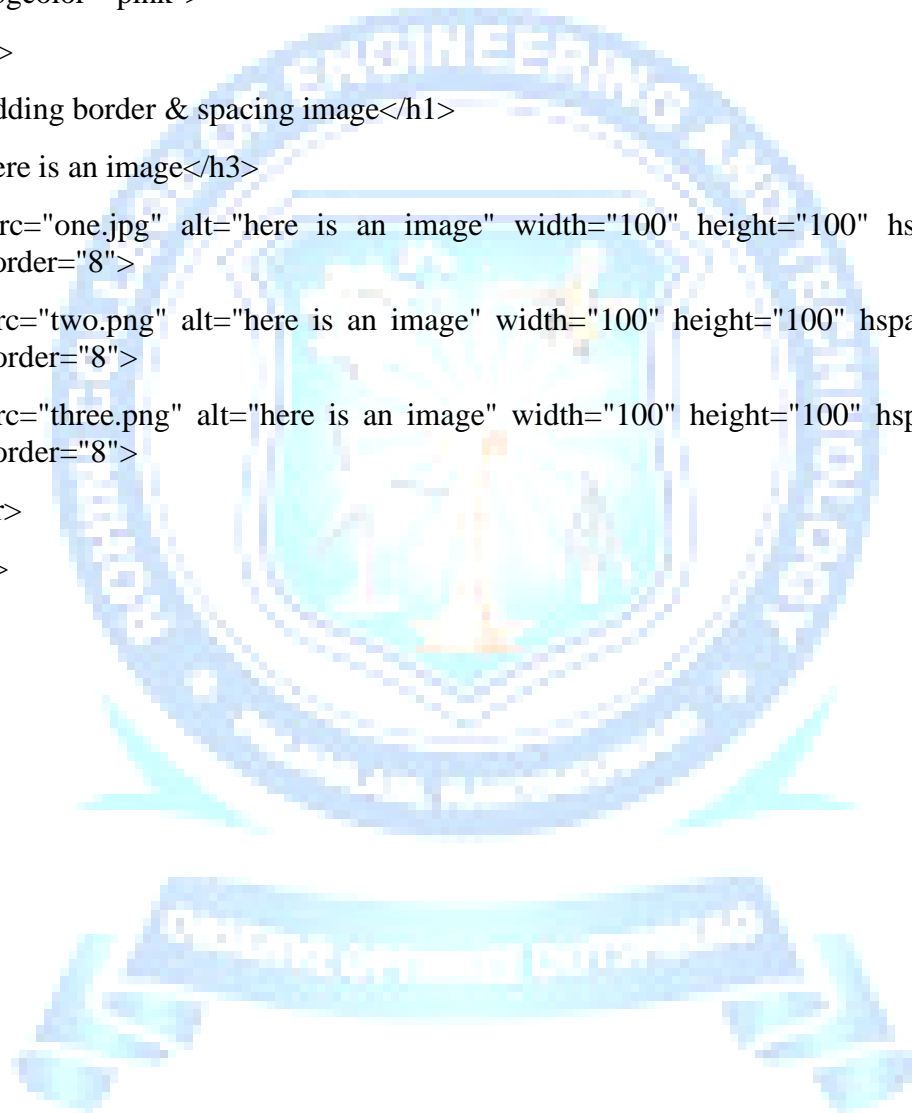 >
dding border & spacing image</h1>
ere is an image</h3>
rc="one.jpg" alt="here is an image" width="100" height="100" hs
order="8">
rc="two.png" alt="here is an image" width="100" height="100" hspa
order="8">
rc="three.png" alt="here is an image" width="100" height="100" hsp
order="8">
r>
>
ENGINEERING AND